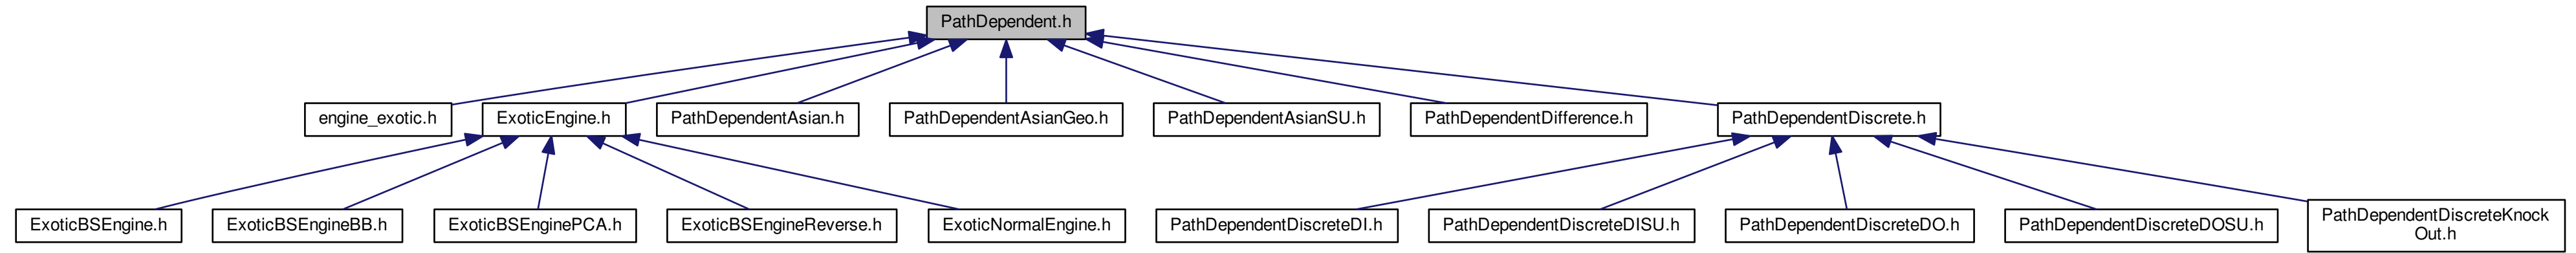 PathDependent.h
engine_exotic.h
ExoticEngine.h
PathDependentAsian.h
PathDependentAsianGeo.h
PathDependentAsianSU.h
PathDependentDifference.h
PathDependentDiscrete.h
ExoticBSEngine.h
ExoticBSEngineBB.h
ExoticBSEnginePCA.h
ExoticBSEngineReverse.h
ExoticNormalEngine.h
PathDependentDiscreteDI.h
PathDependentDiscreteDISU.h
PathDependentDiscreteDO.h
PathDependentDiscreteDOSU.h
PathDependentDiscreteKnock
Out.h